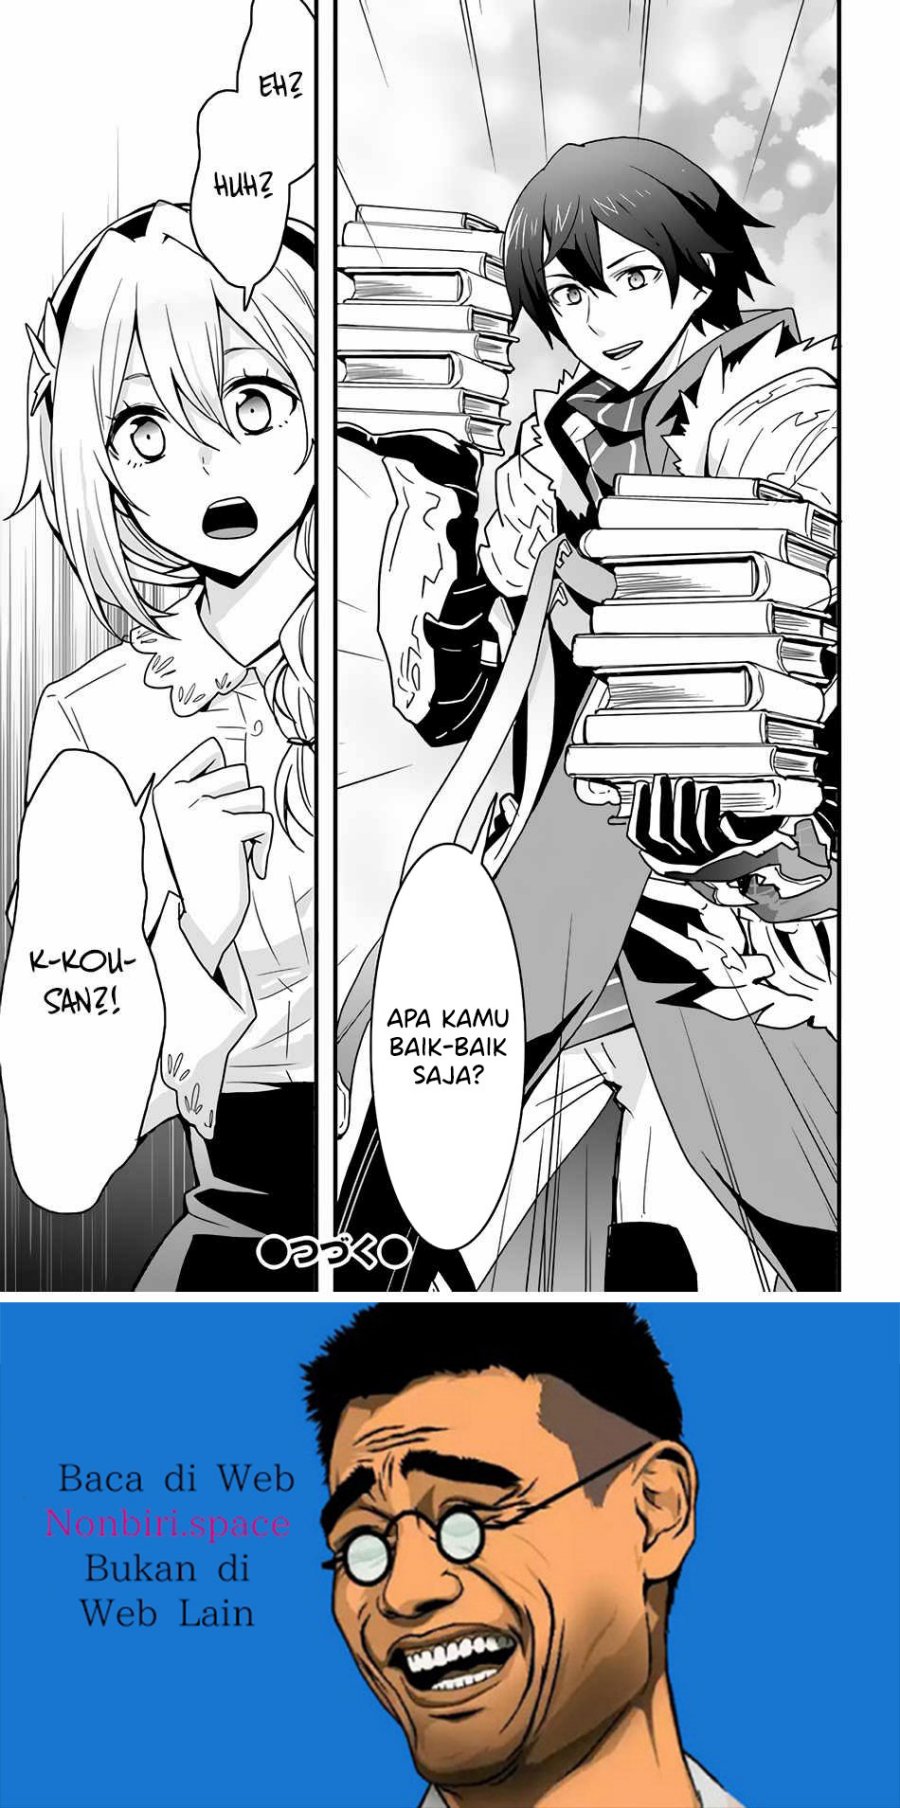 APA KAMU
BAIK-BAIK
SAJA?
EH?
HUH?
K-KOU-
SAN?!
○つづく○
Baca di Web
Nonbiri.space
Bukan di
Web Lain